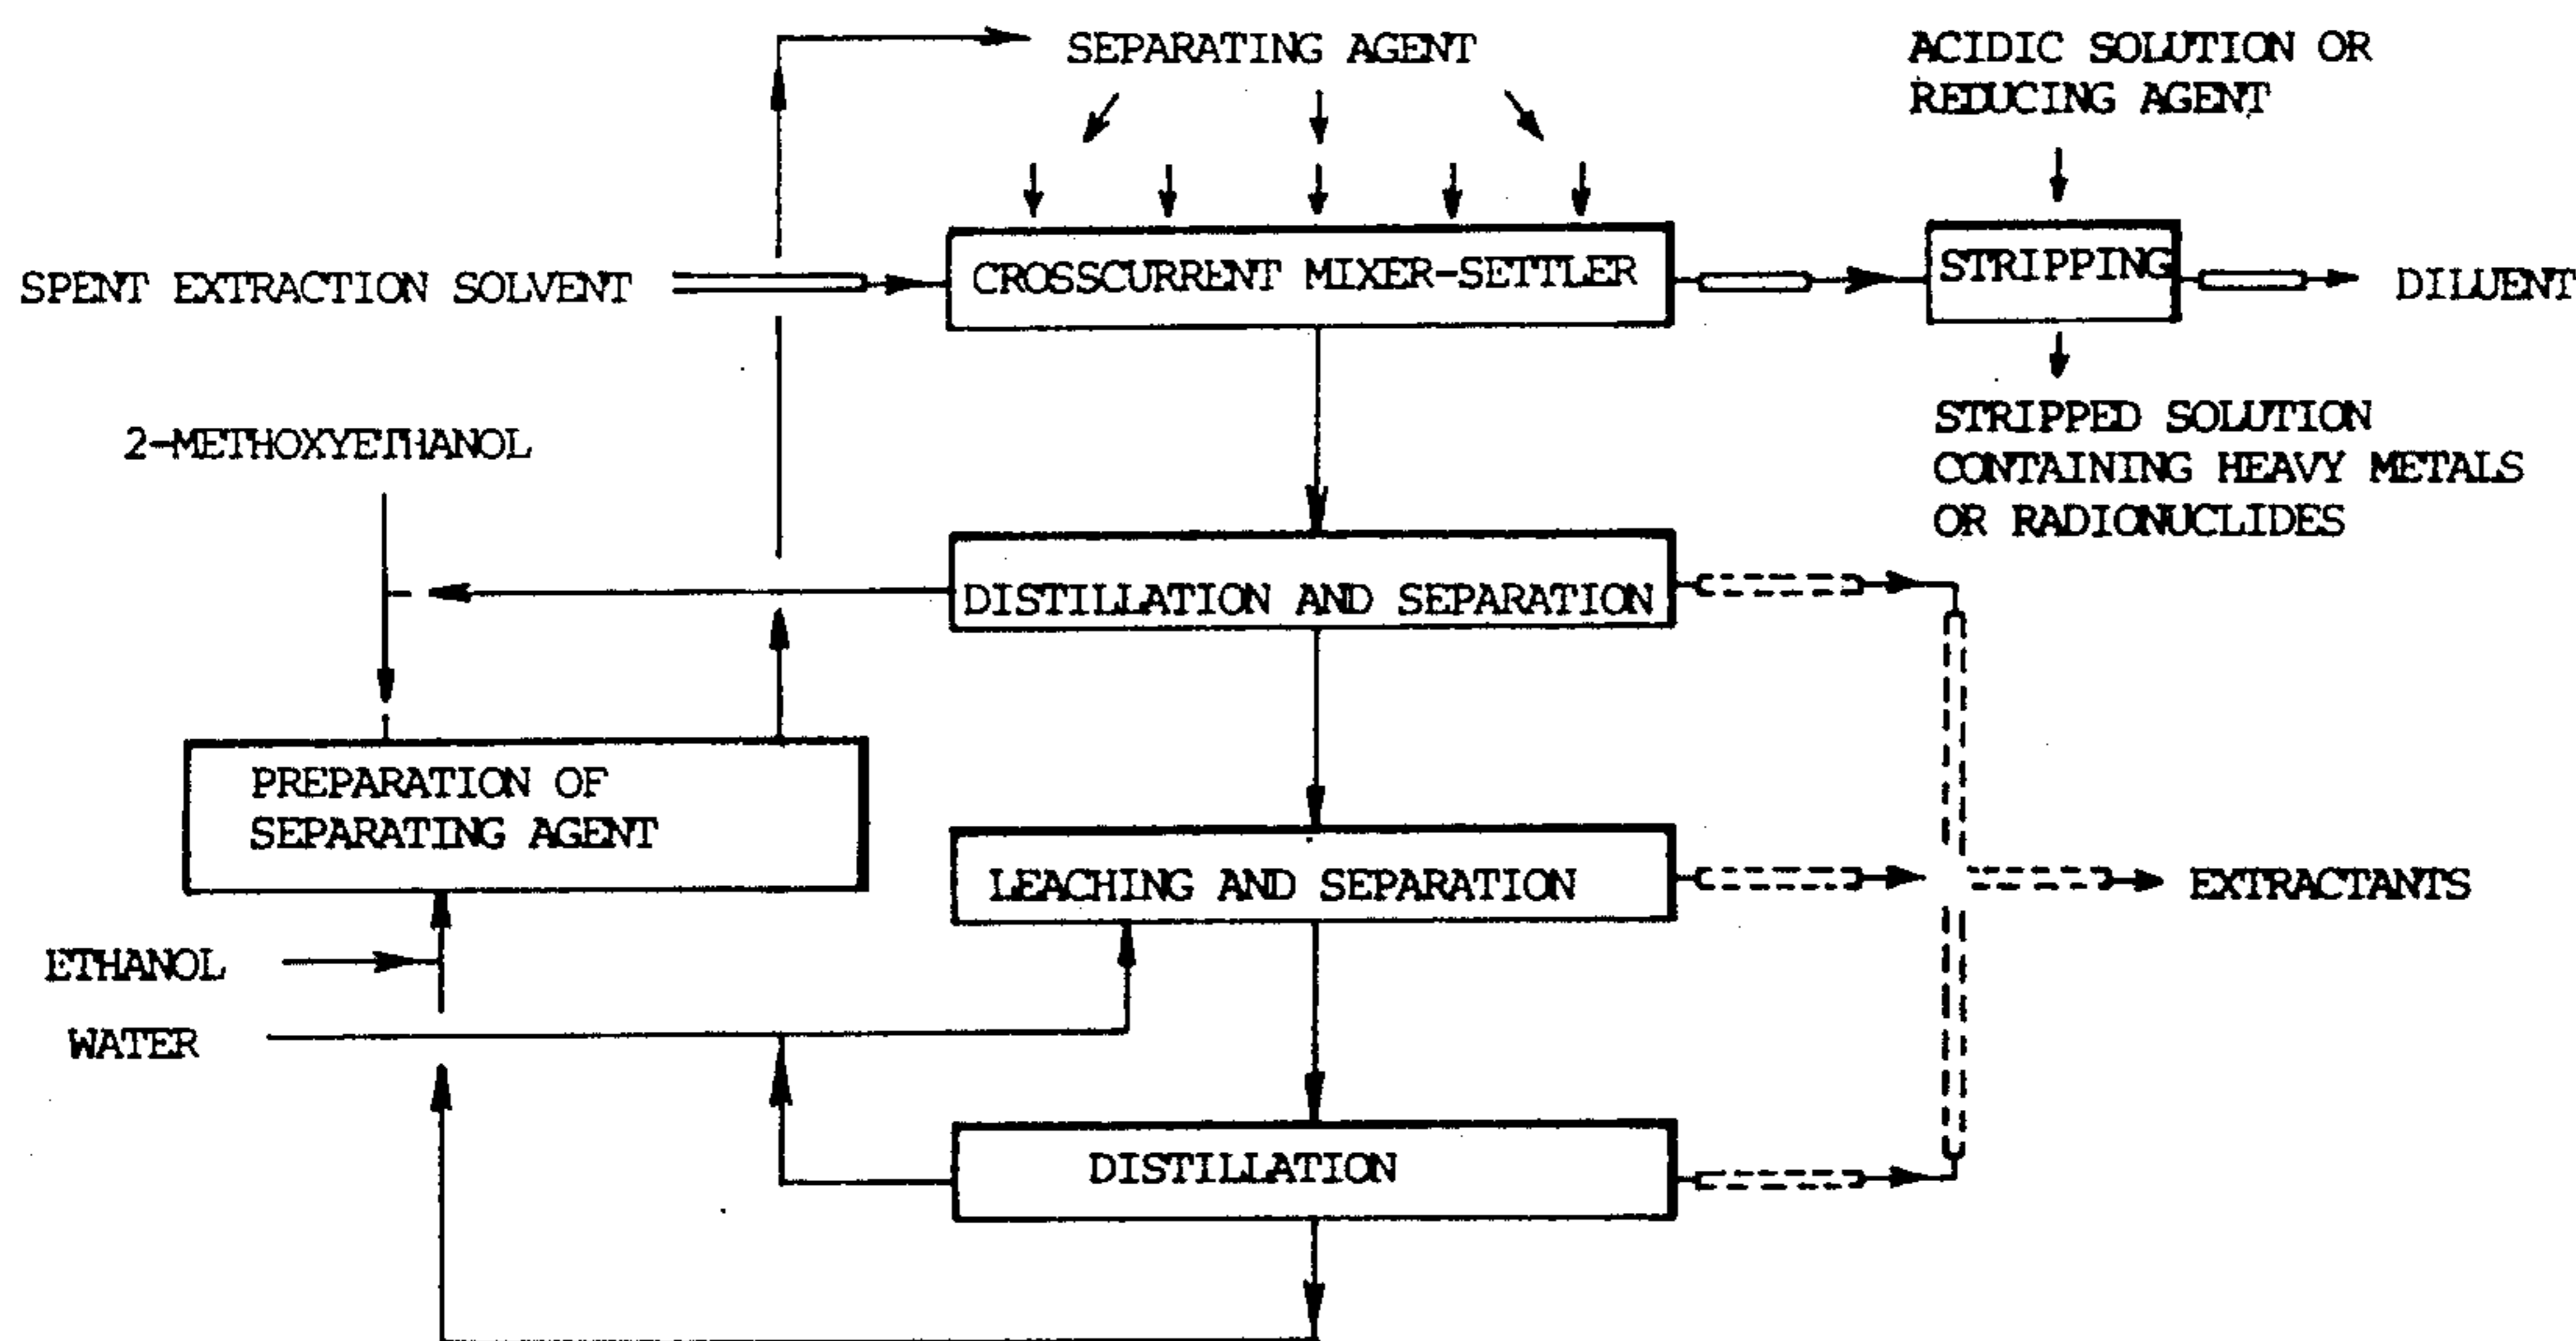 SEPARATING AGENT
ACIDIC SOLUTION OR
REDUCING AGENT
SPENT EXTRACTION SOLVENT
CROSSCURRENT MIXER-SETTLER
STRIPPING
DILUENT
STRIPPED SOLUTION
CONTAINING HEAVY METALS
OR RADIONUCLIDES
2-METHOXYETHANOL
DISTILLATION AND SEPARATION
PREPARATION OF
SEPARATING AGENT
LEACHING AND SEPARATION
EXTRACTANTS
ETHANOL
WATER
DISTILLATION